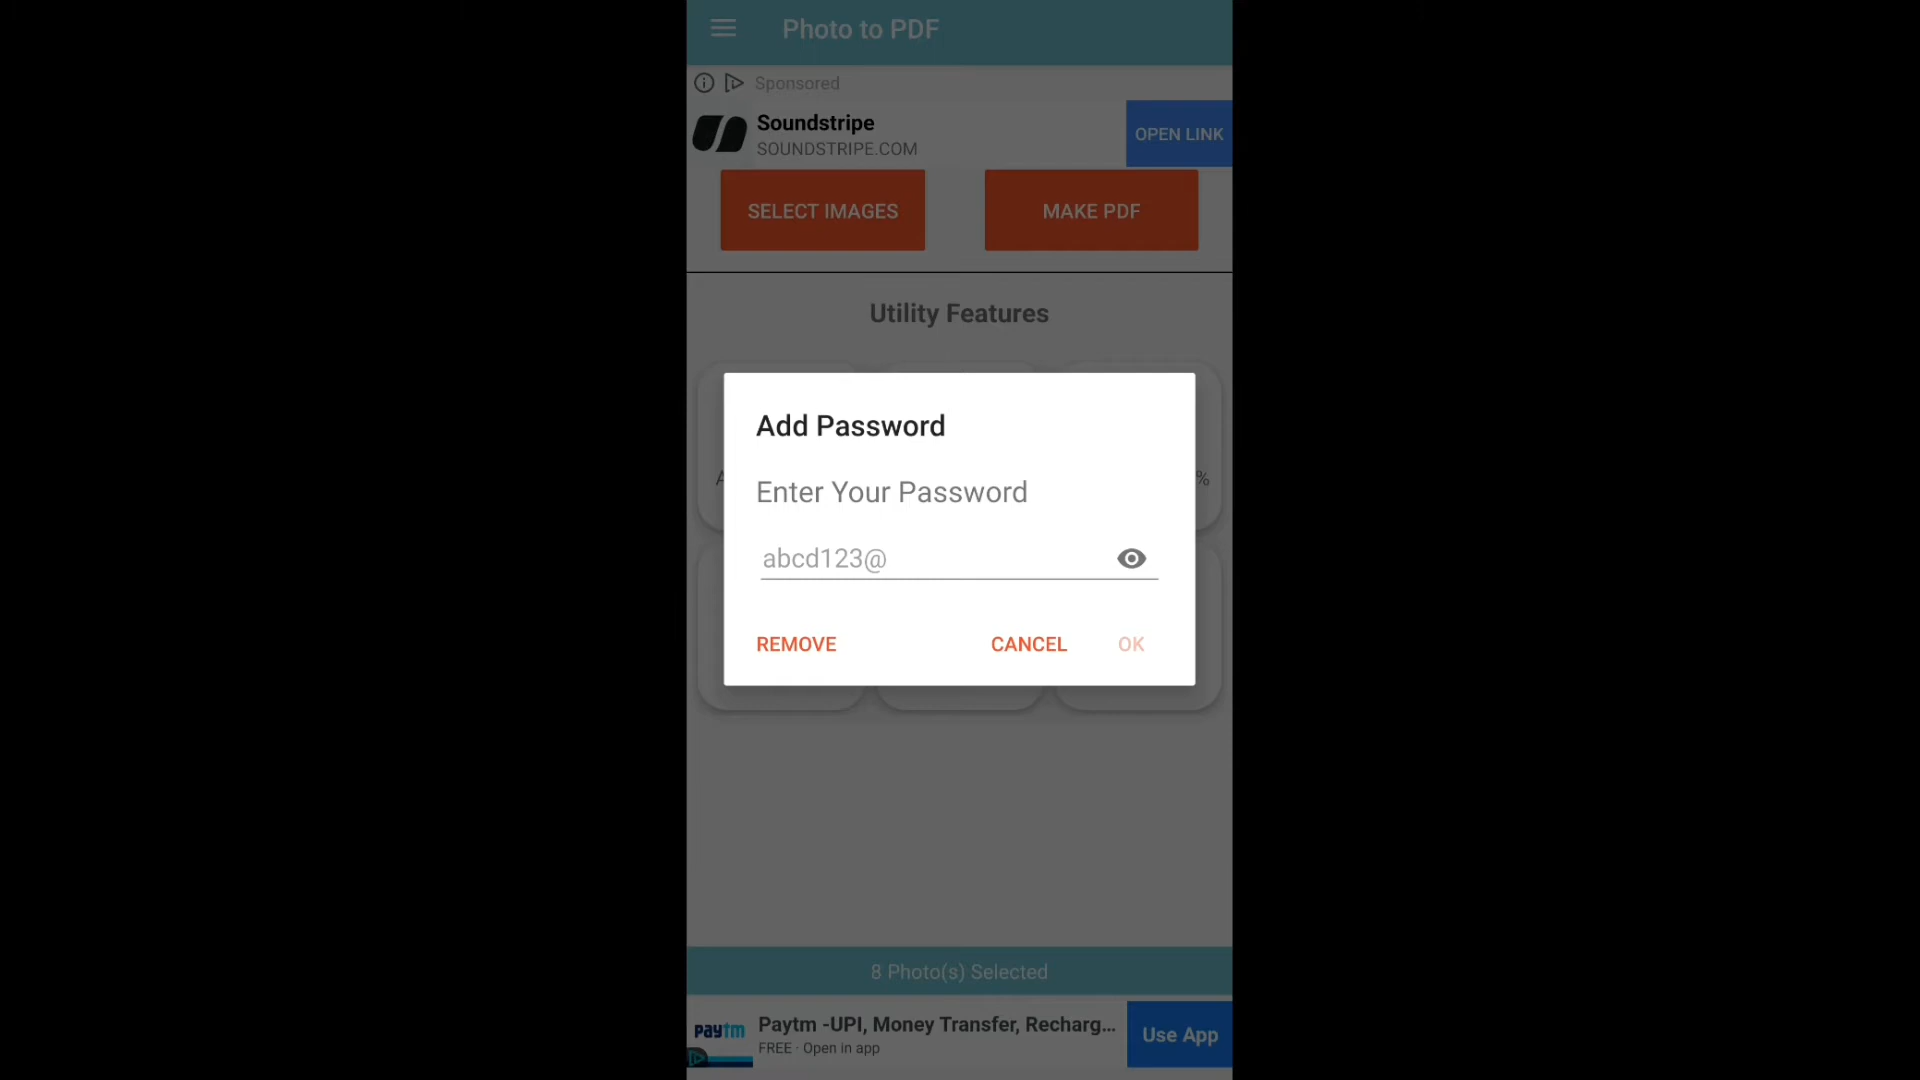 Photo to PDF
Sponsored
Soundstripe
SOUNDSTRIPE.COM
OPEN LINK
SELECT IMAGES
MAKE PDF
Utility Features
A
%
Add Password
Enter Your Password
abcd123@
REMOVE
CANCEL
OK
8 Photo(s) Selected
paytm
Paytm -UPI, Money Transfer, Recharg...
FREE · Open in app
Use App